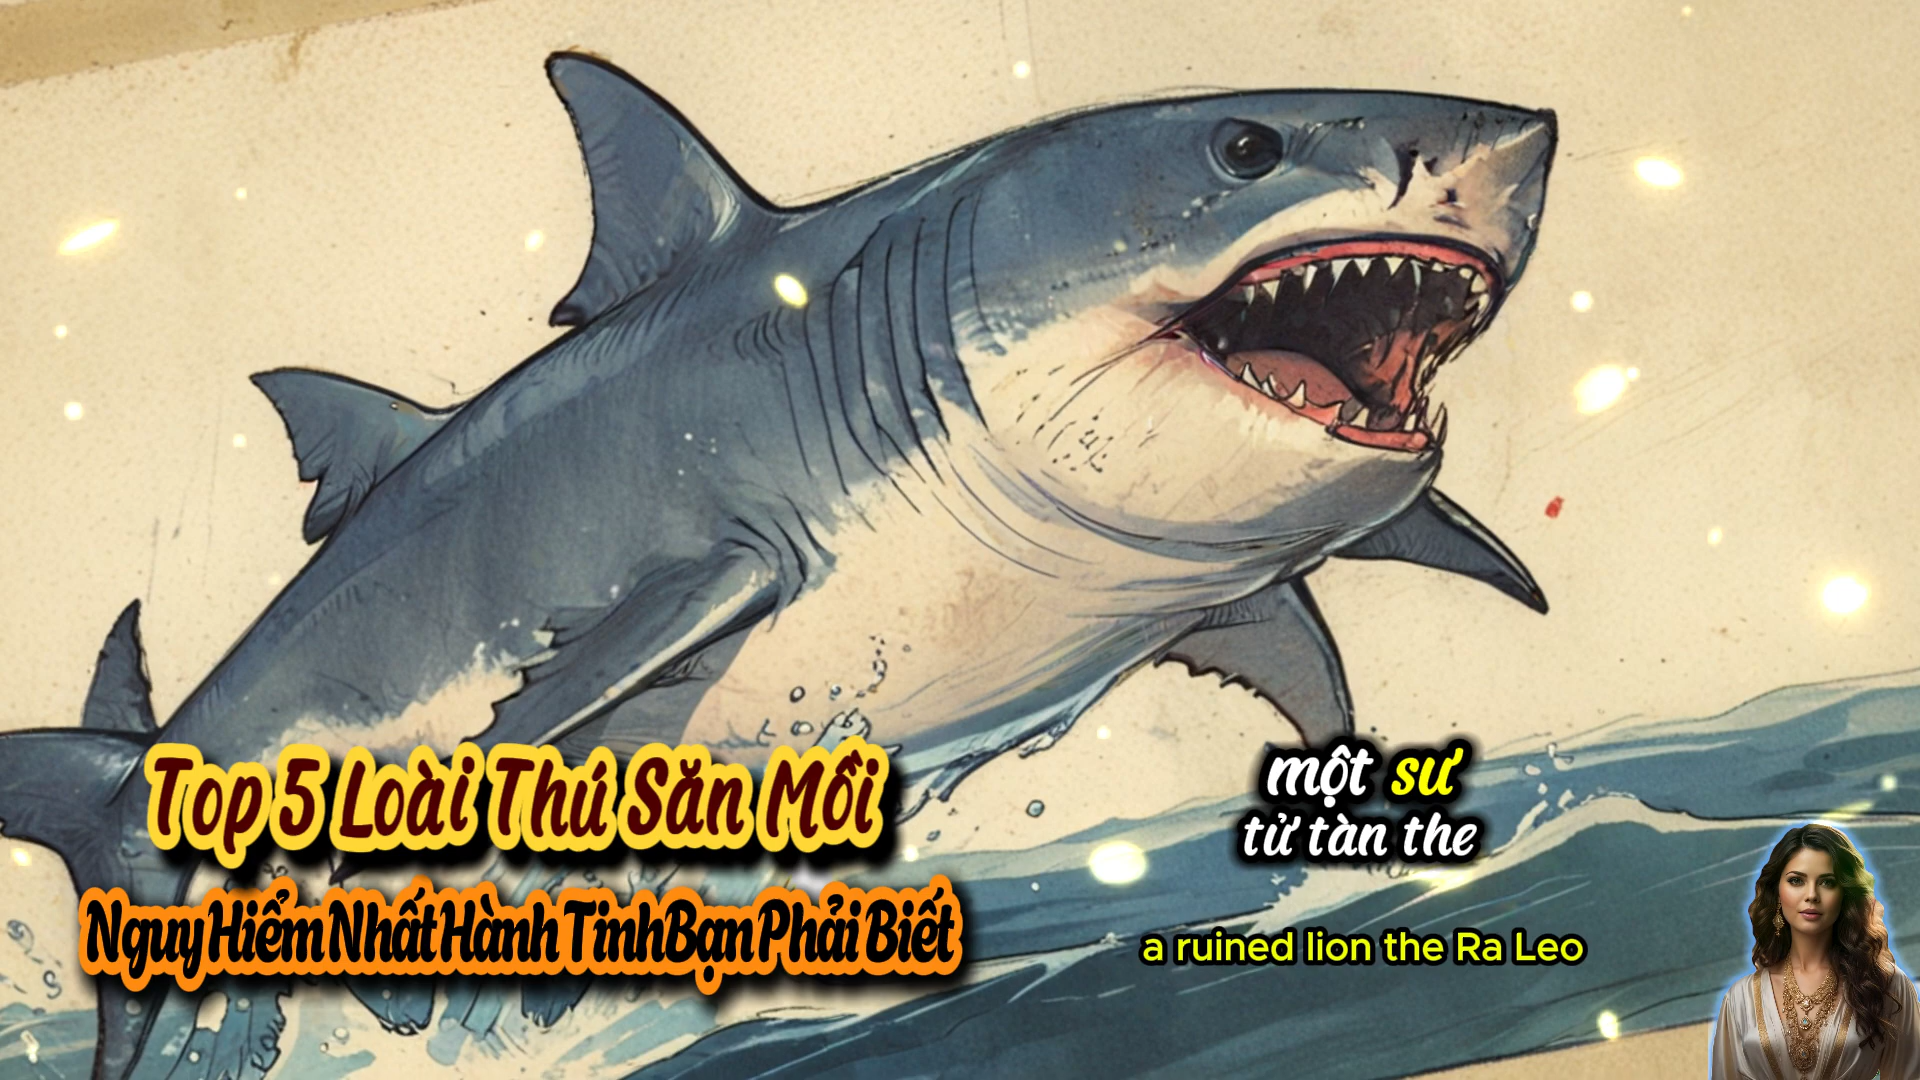 Top 5 Loài Thú Săn Mồi
Nguy Hiểm Nhất Hành Tinh Bạn Phải Biết
một sư
tử tàn the
a ruined lion the Ra Leo